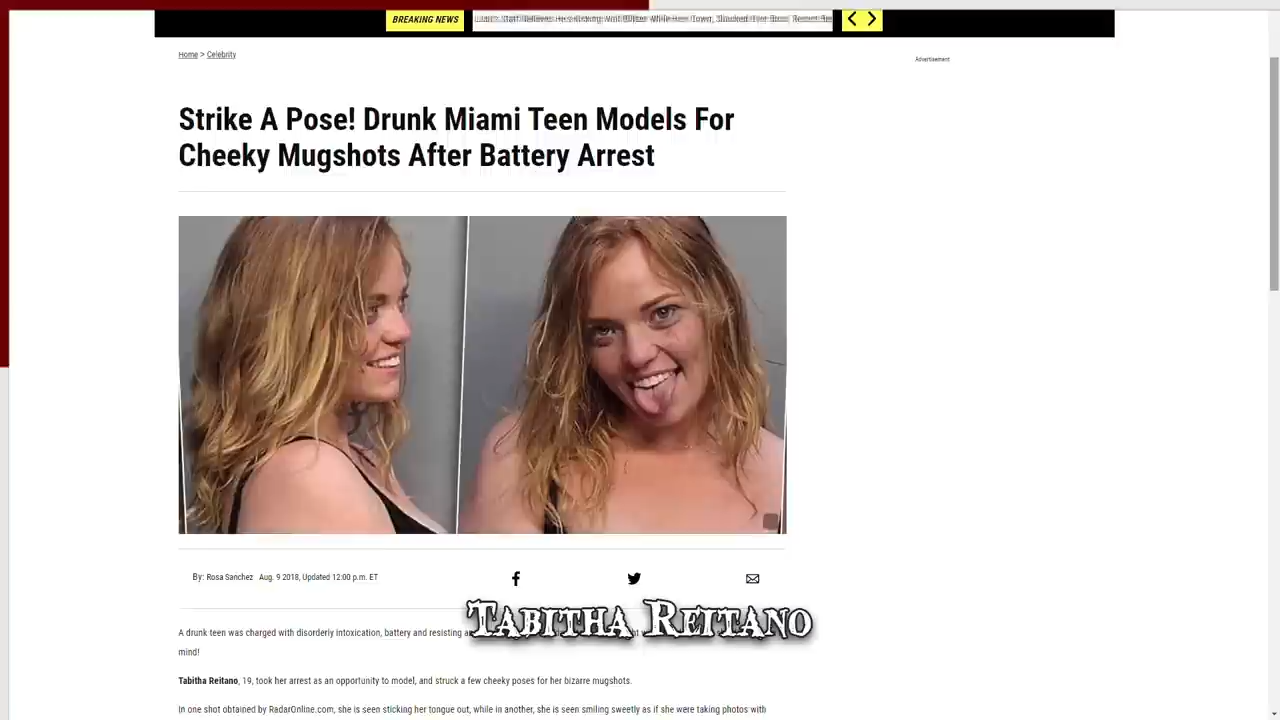 BREAKING NEWS
Home > Celebrity
Advertisement
Strike A Pose! Drunk Miami Teen Models For
Cheeky Mugshots After Battery Arrest
By: Rosa Sanchez Aug. 9 2018, Updated 12:00 p.m. ET
Tabitha Reitano
A drunk teen was charged with disorderly intoxication, battery and resisting
mind!
Tabitha Reitano, 19, took her arrest as an opportunity to model, and struck a few cheeky poses for her bizarre mugshots.
In one shot obtained by RadarOnline.com, she is seen sticking her tongue out, while in another, she is seen smiling sweetly as if she were taking photos with